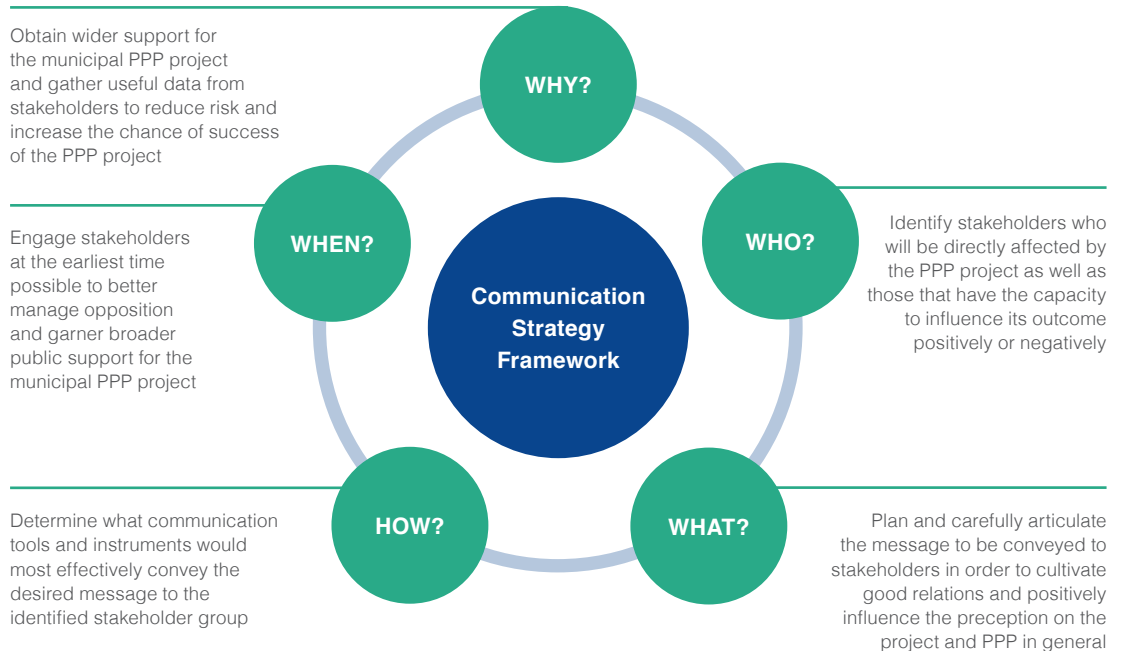 Obtain wider support for
the municipal PPP project
and gather useful data from
stakeholders to reduce risk and
increase the chance of success
of the PPP project
WHY?
WHEN?
Engage stakeholders
at the earliest time
possible to better
manage opposition
and garner broader
public support for the
municipal PPP project
WHO?
Identify stakeholders who
will be directly affected by
the PPP project as well as
those that have the capacity
to influence its outcome
positively or negatively
Communication
Strategy
Framework
HOW?
Determine what communication
tools and instruments would
most effectively convey the
desired message to the
identified stakeholder group
WHAT?
Plan and carefully articulate
the message to be conveyed to
stakeholders in order to cultivate
good relations and positively
influence the preception on the
project and PPP in general